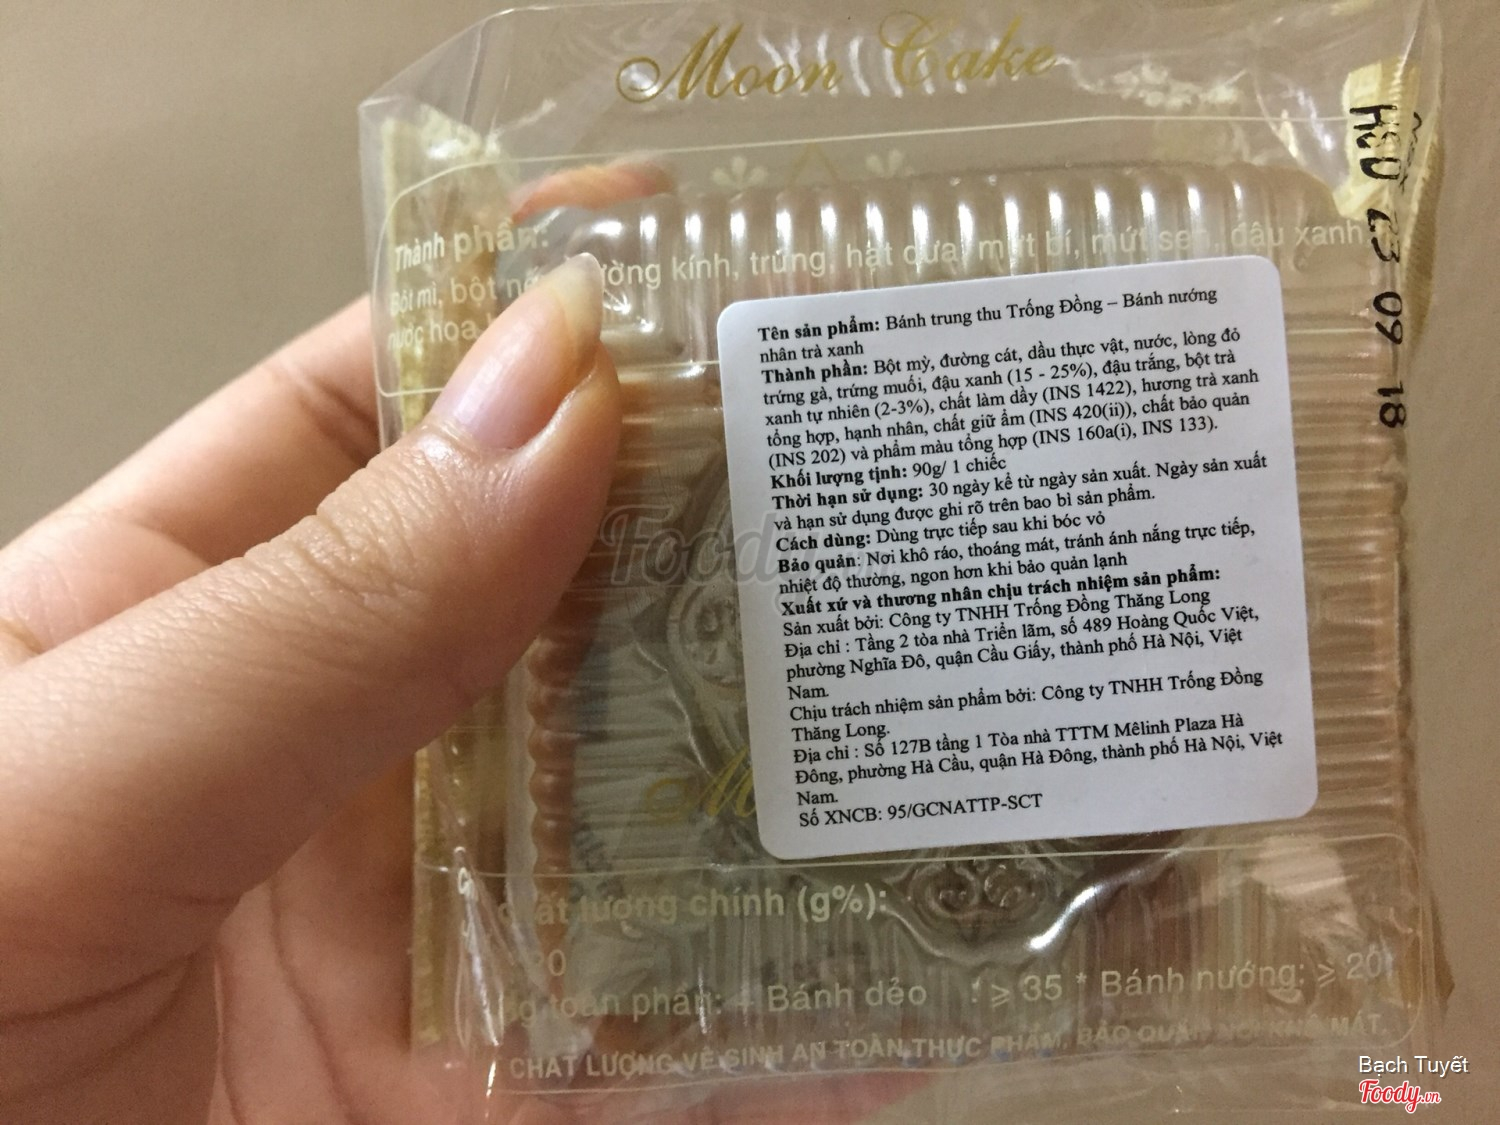 Moon Cake
HSD 23 09 18
Thành phần:
Bột mì, bột
kính, trứng, hạt dưa, mứt bí, mứt sen, đậu xanh
nước hoa
Tên sản phẩm: Bánh trung thu Trống Đồng – Bánh nướng
nhân trà xanh
Thành phần: Bột mỳ, đường cát, dầu thực vật, nước, lòng đỏ
trứng gà, trứng muối, đậu xanh (15 - 25%), đậu trắng, bột trà
xanh tự nhiên (2-3%), chất làm dầy (INS 1422), hương trà xanh
tổng hợp, hạnh nhân, chất giữ ẩm (INS 420(ii)), chất bảo quản
(INS 202) và phẩm màu tổng hợp (INS 160a(i), INS 133).
Khối lượng tịnh: 90g/ 1 chiếc
Thời hạn sử dụng: 30 ngày kể từ ngày sản xuất. Ngày sản xuất
và hạn sử dụng được ghi rõ trên bao bì sản phẩm.
Cách dùng: Dùng trực tiếp sau khi bóc vỏ
Bảo quản: Nơi khô ráo, thoáng mát, tránh ánh nắng trực tiếp,
nhiệt độ thường, ngon hơn khi bảo quản lạnh
Xuất xứ và thương nhân chịu trách nhiệm sản phẩm:
Sản xuất bởi: Công ty TNHH Trống Đồng Thăng Long
Địa chỉ : Tầng 2 tòa nhà Triển lãm, số 489 Hoàng Quốc Việt,
phường Nghĩa Đô, quận Cầu Giấy, thành phố Hà Nội, Việt
Nam.
Chịu trách nhiệm sản phẩm bởi: Công ty TNHH Trống Đồng
Thăng Long.
Địa chỉ : Số 127B tầng 1 Tòa nhà TTTM Mêlinh Plaza Hà
Đông, phường Hà Cầu, quận Hà Đông, thành phố Hà Nội, Việt
Nam.
Số XNCB: 95/GCNATTP-SCT
Foody.vn
lượng chính (g%):
toàn phần: – Bánh dẻo : ⩾ 35 * Bánh nướng: ⩾ 20
CHẤT LƯỢNG VỆ SINH AN TOÀN THỰC PHẨM, BẢO QUẢN NƠI KHÔ MÁT.
Bạch Tuyết
Foody.vn